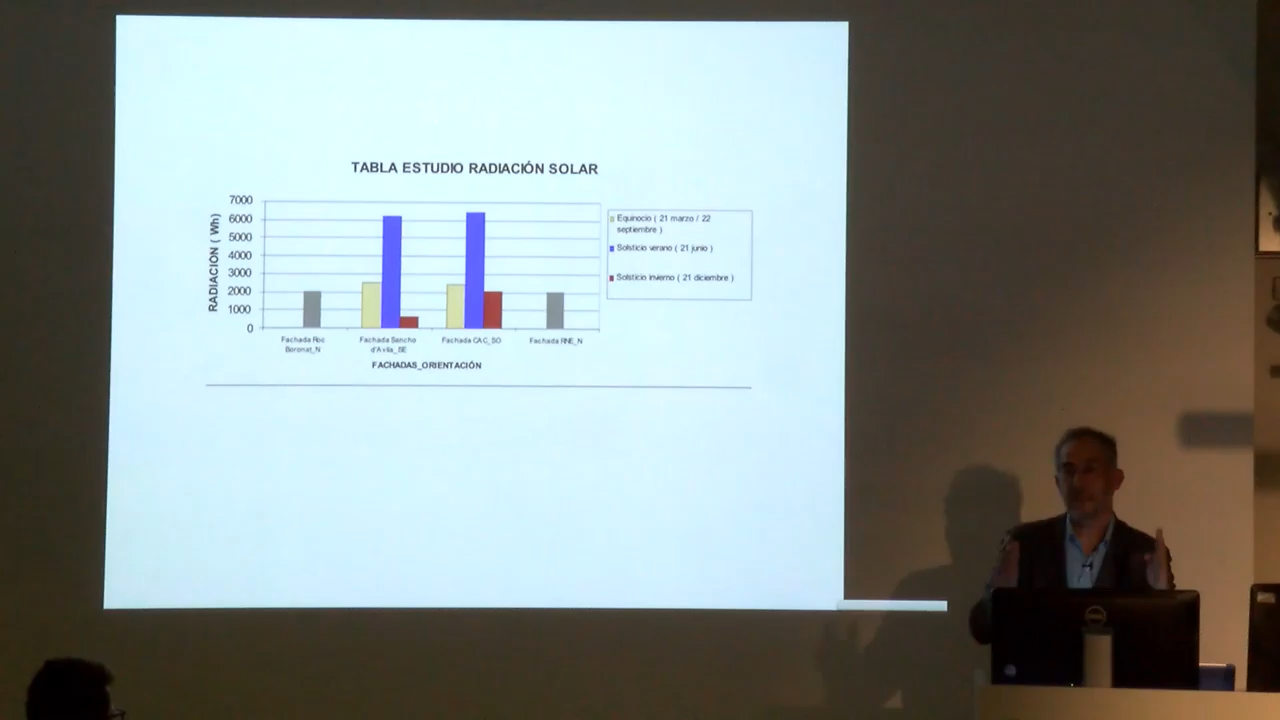 TABLA ESTUDIO RADIACIÓN SOLAR
RADIACION ( Wh)
7000
6000
5000
4000
3000
2000
1000
0
Fachada Roc
Boronat_N
Fachada Sancho
d'Avila_SE
Fachada CAC_SO
Fachada RNE_N
FACHADAS_ORIENTACIÓN
Equinocio ( 21 marzo / 22
septiembre )
Solsticio verano ( 21 junio )
Solsticio invierno ( 21 diciembre )
DELL